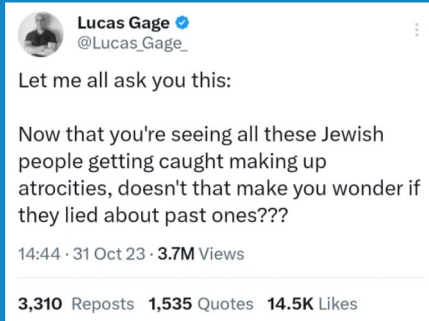 Lucas Gage
@Lucas_Gage_
Let me all ask you this:
Now that you're seeing all these Jewish
people getting caught making up
atrocities, doesn't that make you wonder if
they lied about past ones???
14:44 · 31 Oct 23 · 3.7M Views
3,310 Reposts 1,535 Quotes 14.5K Likes